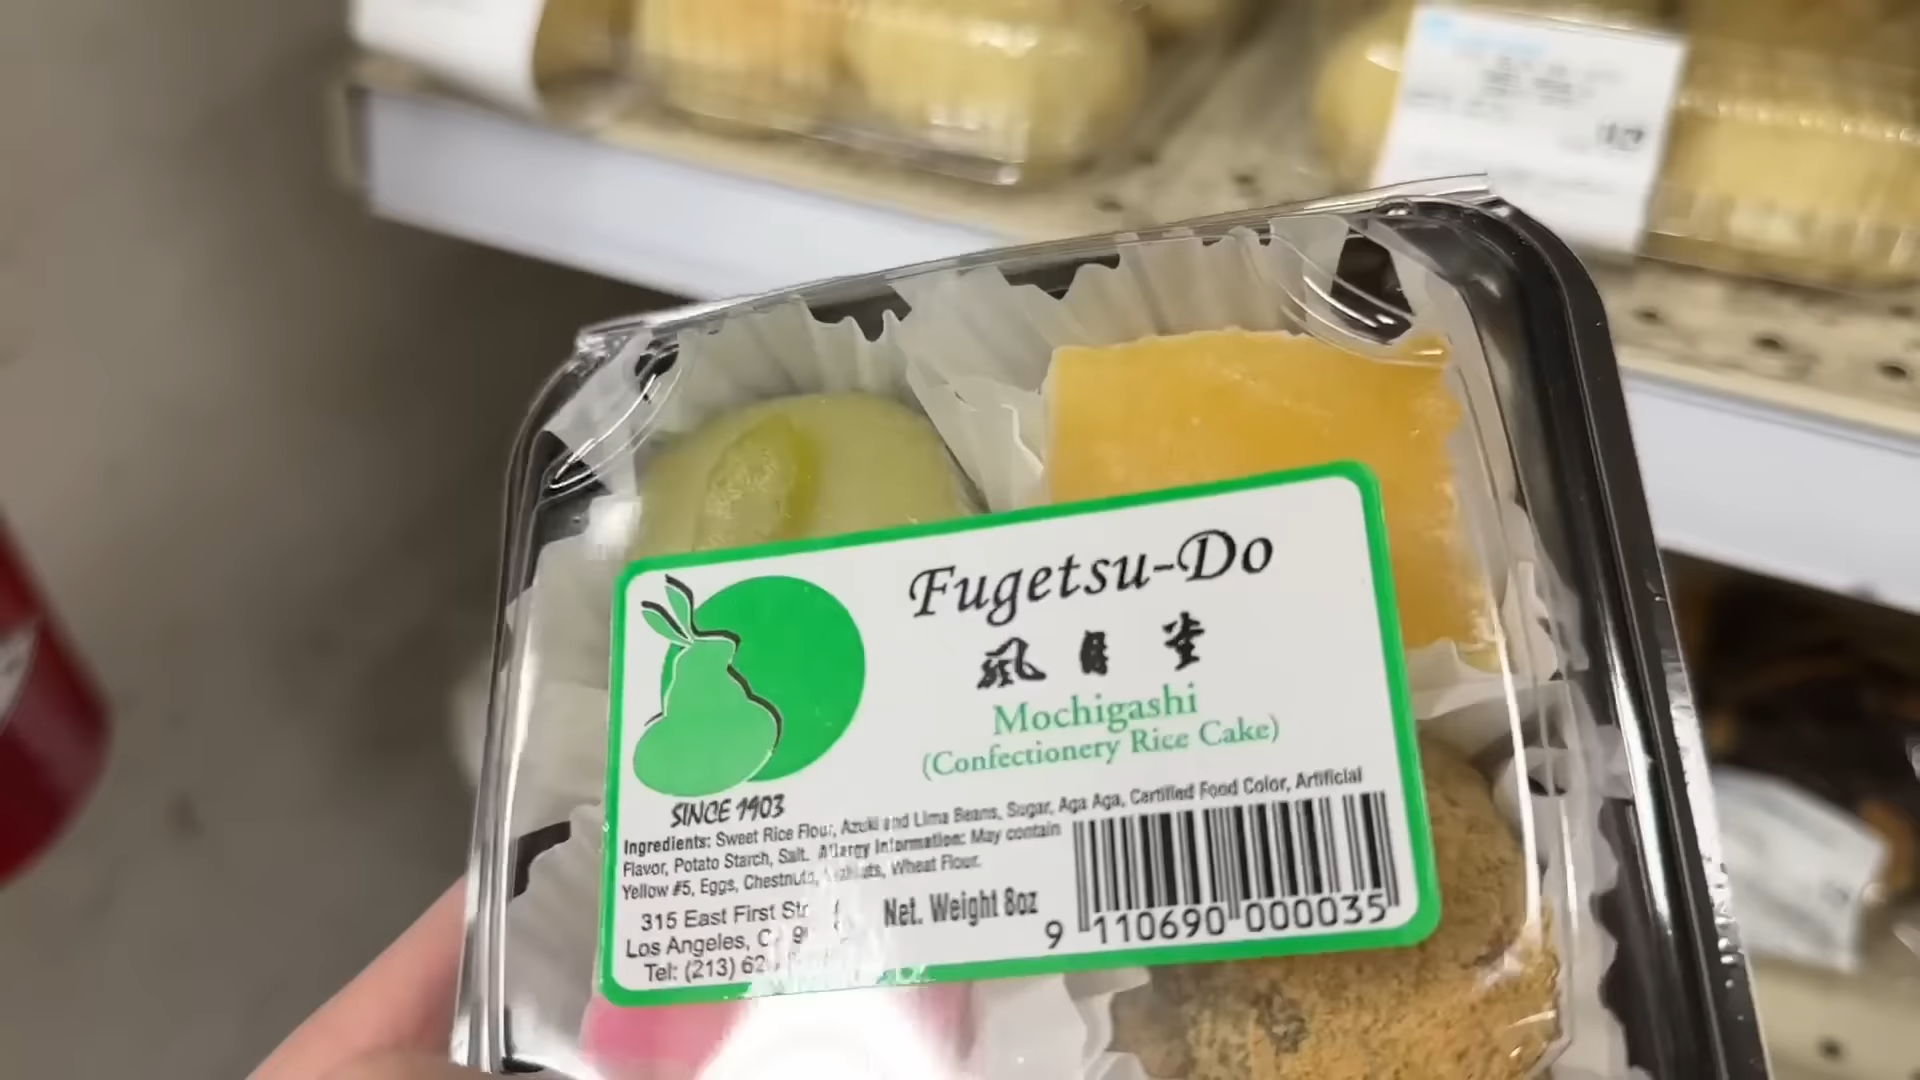 Fugetsu-Do
風月堂
Mochigashi
(Confectionery Rice Cake)
SINCE 1903
Ingredients: Sweet Rice Flour, Azuki and Lima Beans, Sugar, Aga Aga, Certified Food Color, Artificial
Flavor, Potato Starch, Salt. Allergy Information: May contain
Yellow #5, Eggs, Chestnuts, Wheat Flour.
315 East First
Los Angeles,
Tel: (213)
Net. Weight 8oz
9 110690 000035